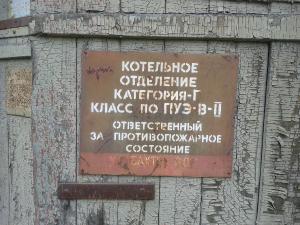 КОТЕЛЬНОЕ
ОТДЕЛЕНИЕ
КАТЕГОРИЯ-Г
КЛАСС ПО ПУЭ-В-II
ОТВЕТСТВЕННЫЙ
ЗА ПРОТИВОПОЖАРНОЕ
СОСТОЯНИЕ